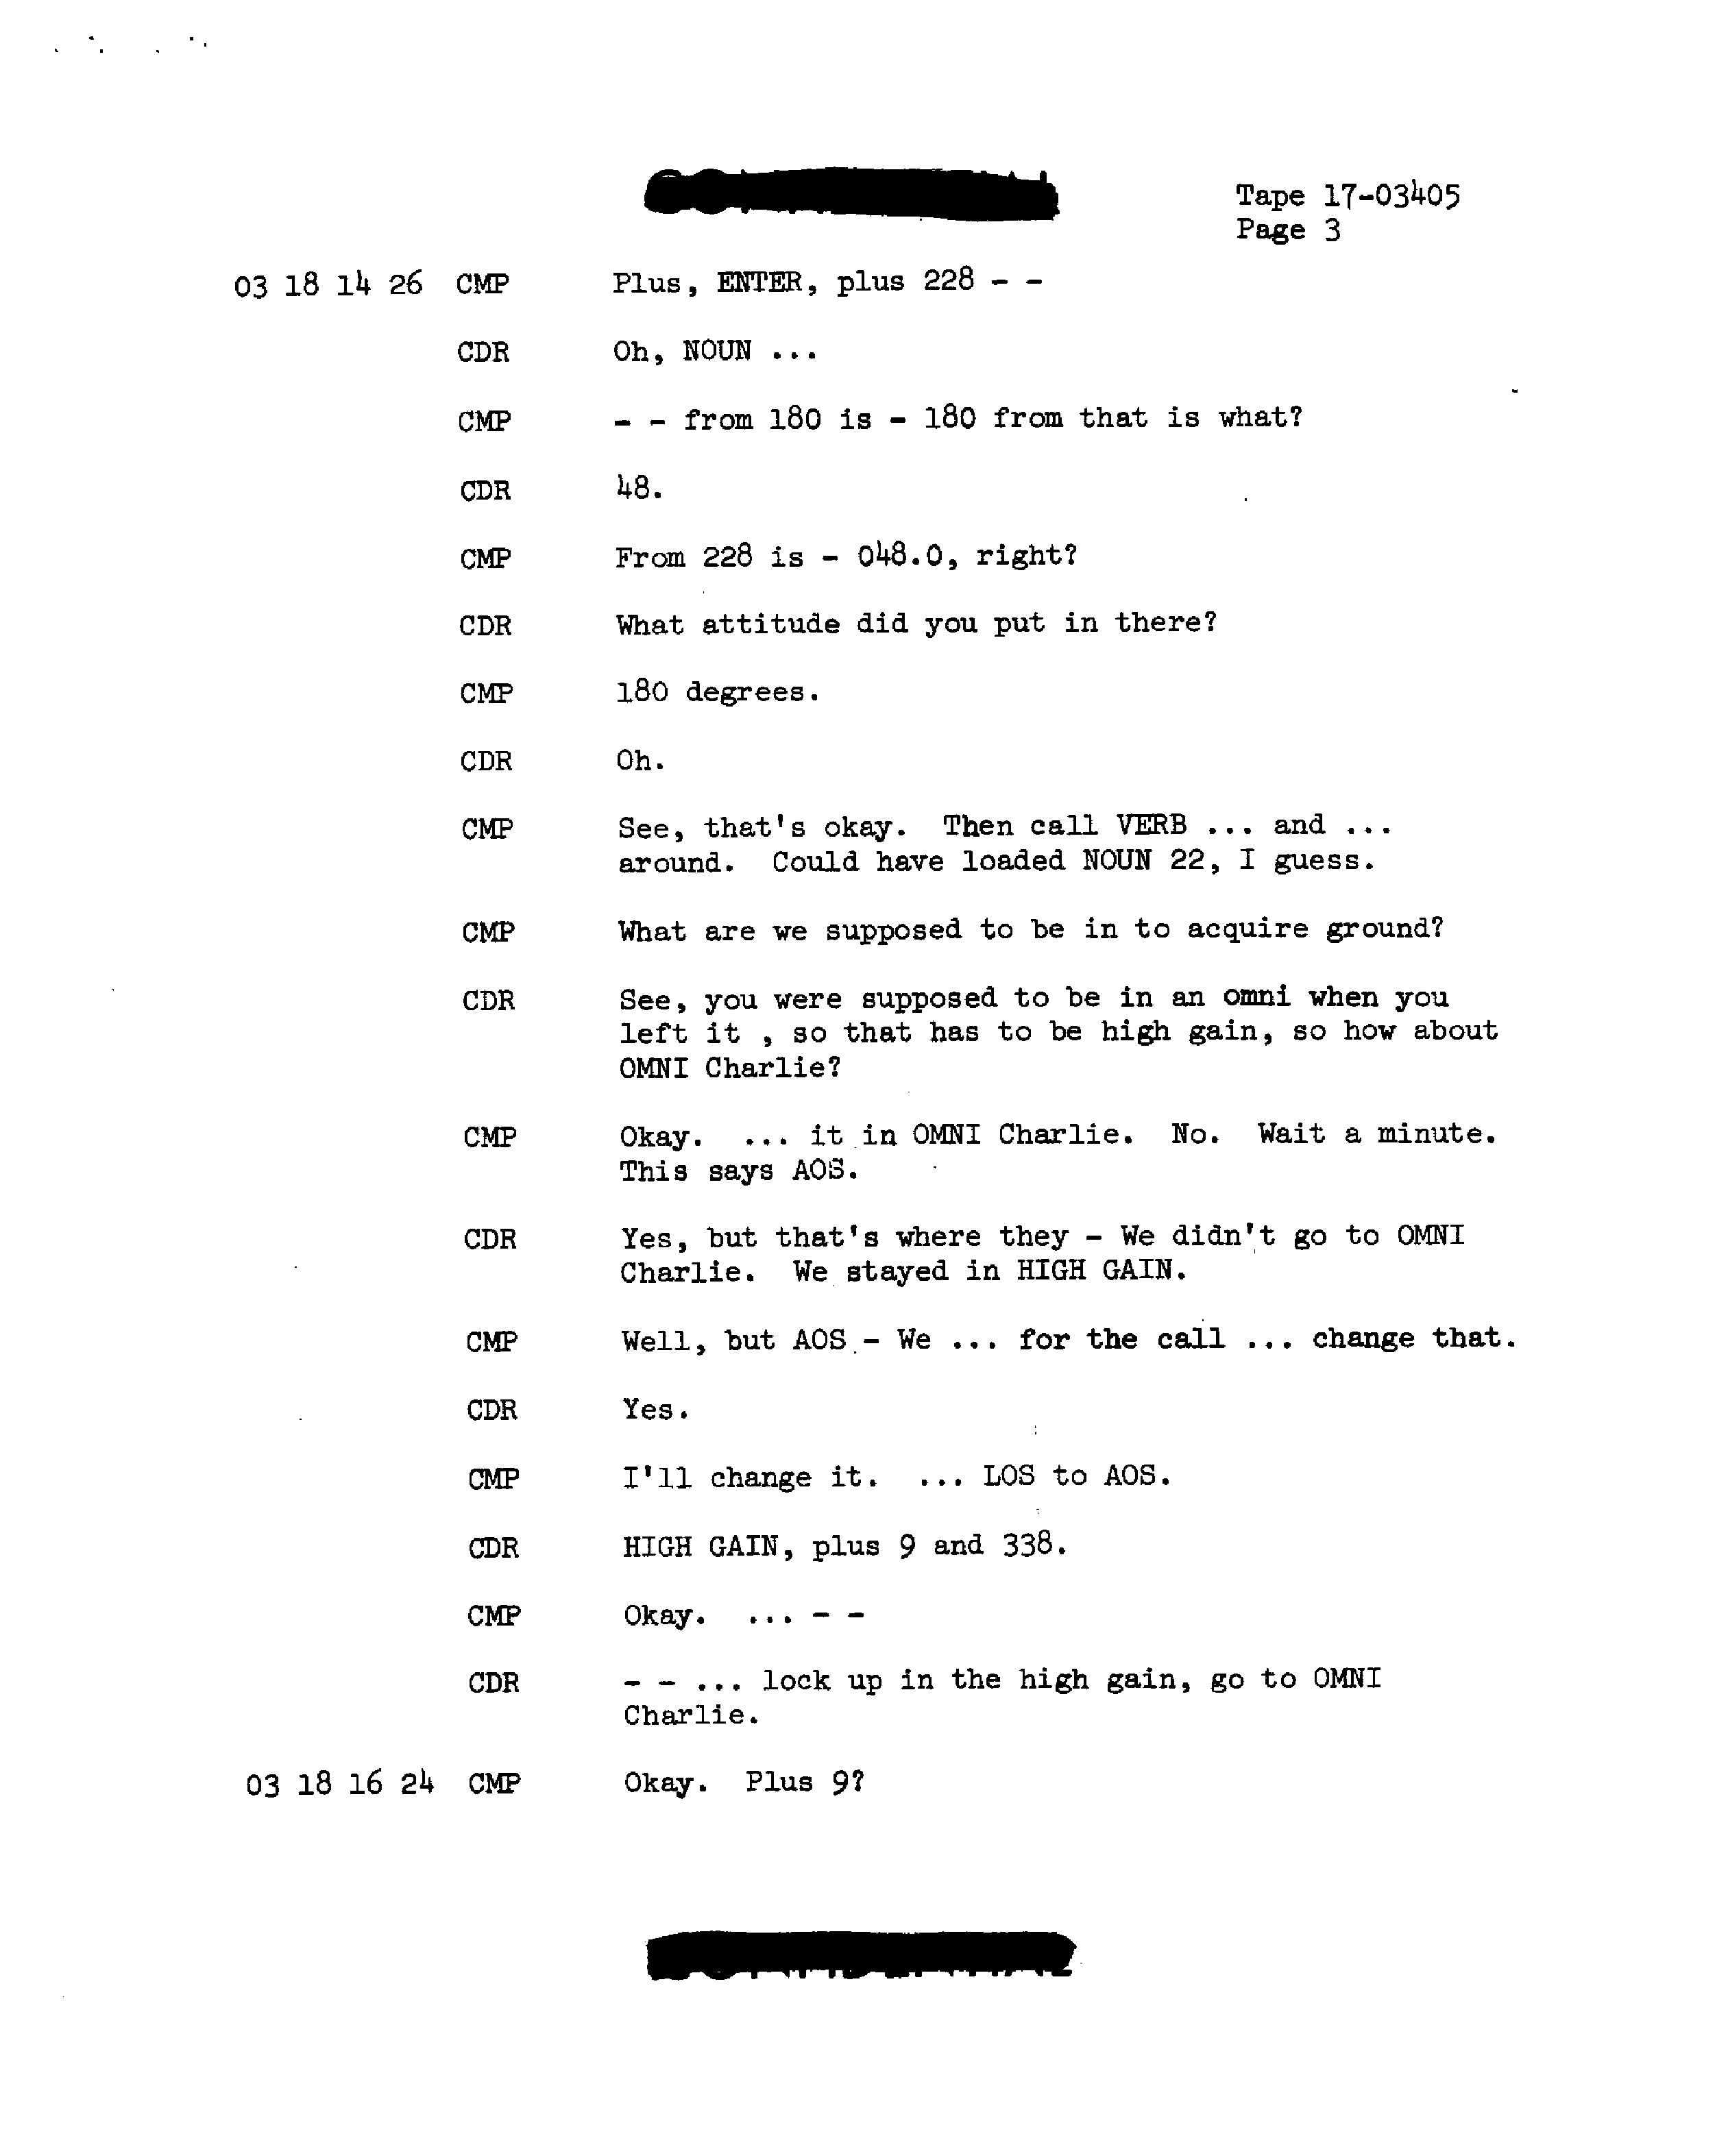 Tape 17-03405
Page 3
03 18 14 26 CMP Plus, ENTER, plus 228 - -
CDR Oh, NOUN ...
CMP - - from 180 is - 180 from that is what?
CDR 48.
CMP From 228 is - 048.0, right?
CDR What attitude did you put in there?
CMP 180 degrees.
CDR Oh.
CMP See, that's okay. Then call VERB ... and ...
around. Could have loaded NOUN 22, I guess.
CMP What are we supposed to be in to acquire ground?
CDR See, you were supposed to be in an omni when you
left it , so that has to be high gain, so how about
OMNI Charlie?
CMP Okay. ... it in OMNI Charlie. No. Wait a minute.
This says AOS.
CDR Yes, but that's where they - We didn't go to OMNI
Charlie. We stayed in HIGH GAIN.
CMP Well, but AOS - We ... for the call ... change that.
CDR Yes.
CMP I'll change it. ... LOS to AOS.
CDR HIGH GAIN, plus 9 and 338.
CMP Okay. ... - -
CDR - - ... lock up in the high gain, go to OMNI
Charlie.
03 18 16 24 CMP Okay. Plus 9?